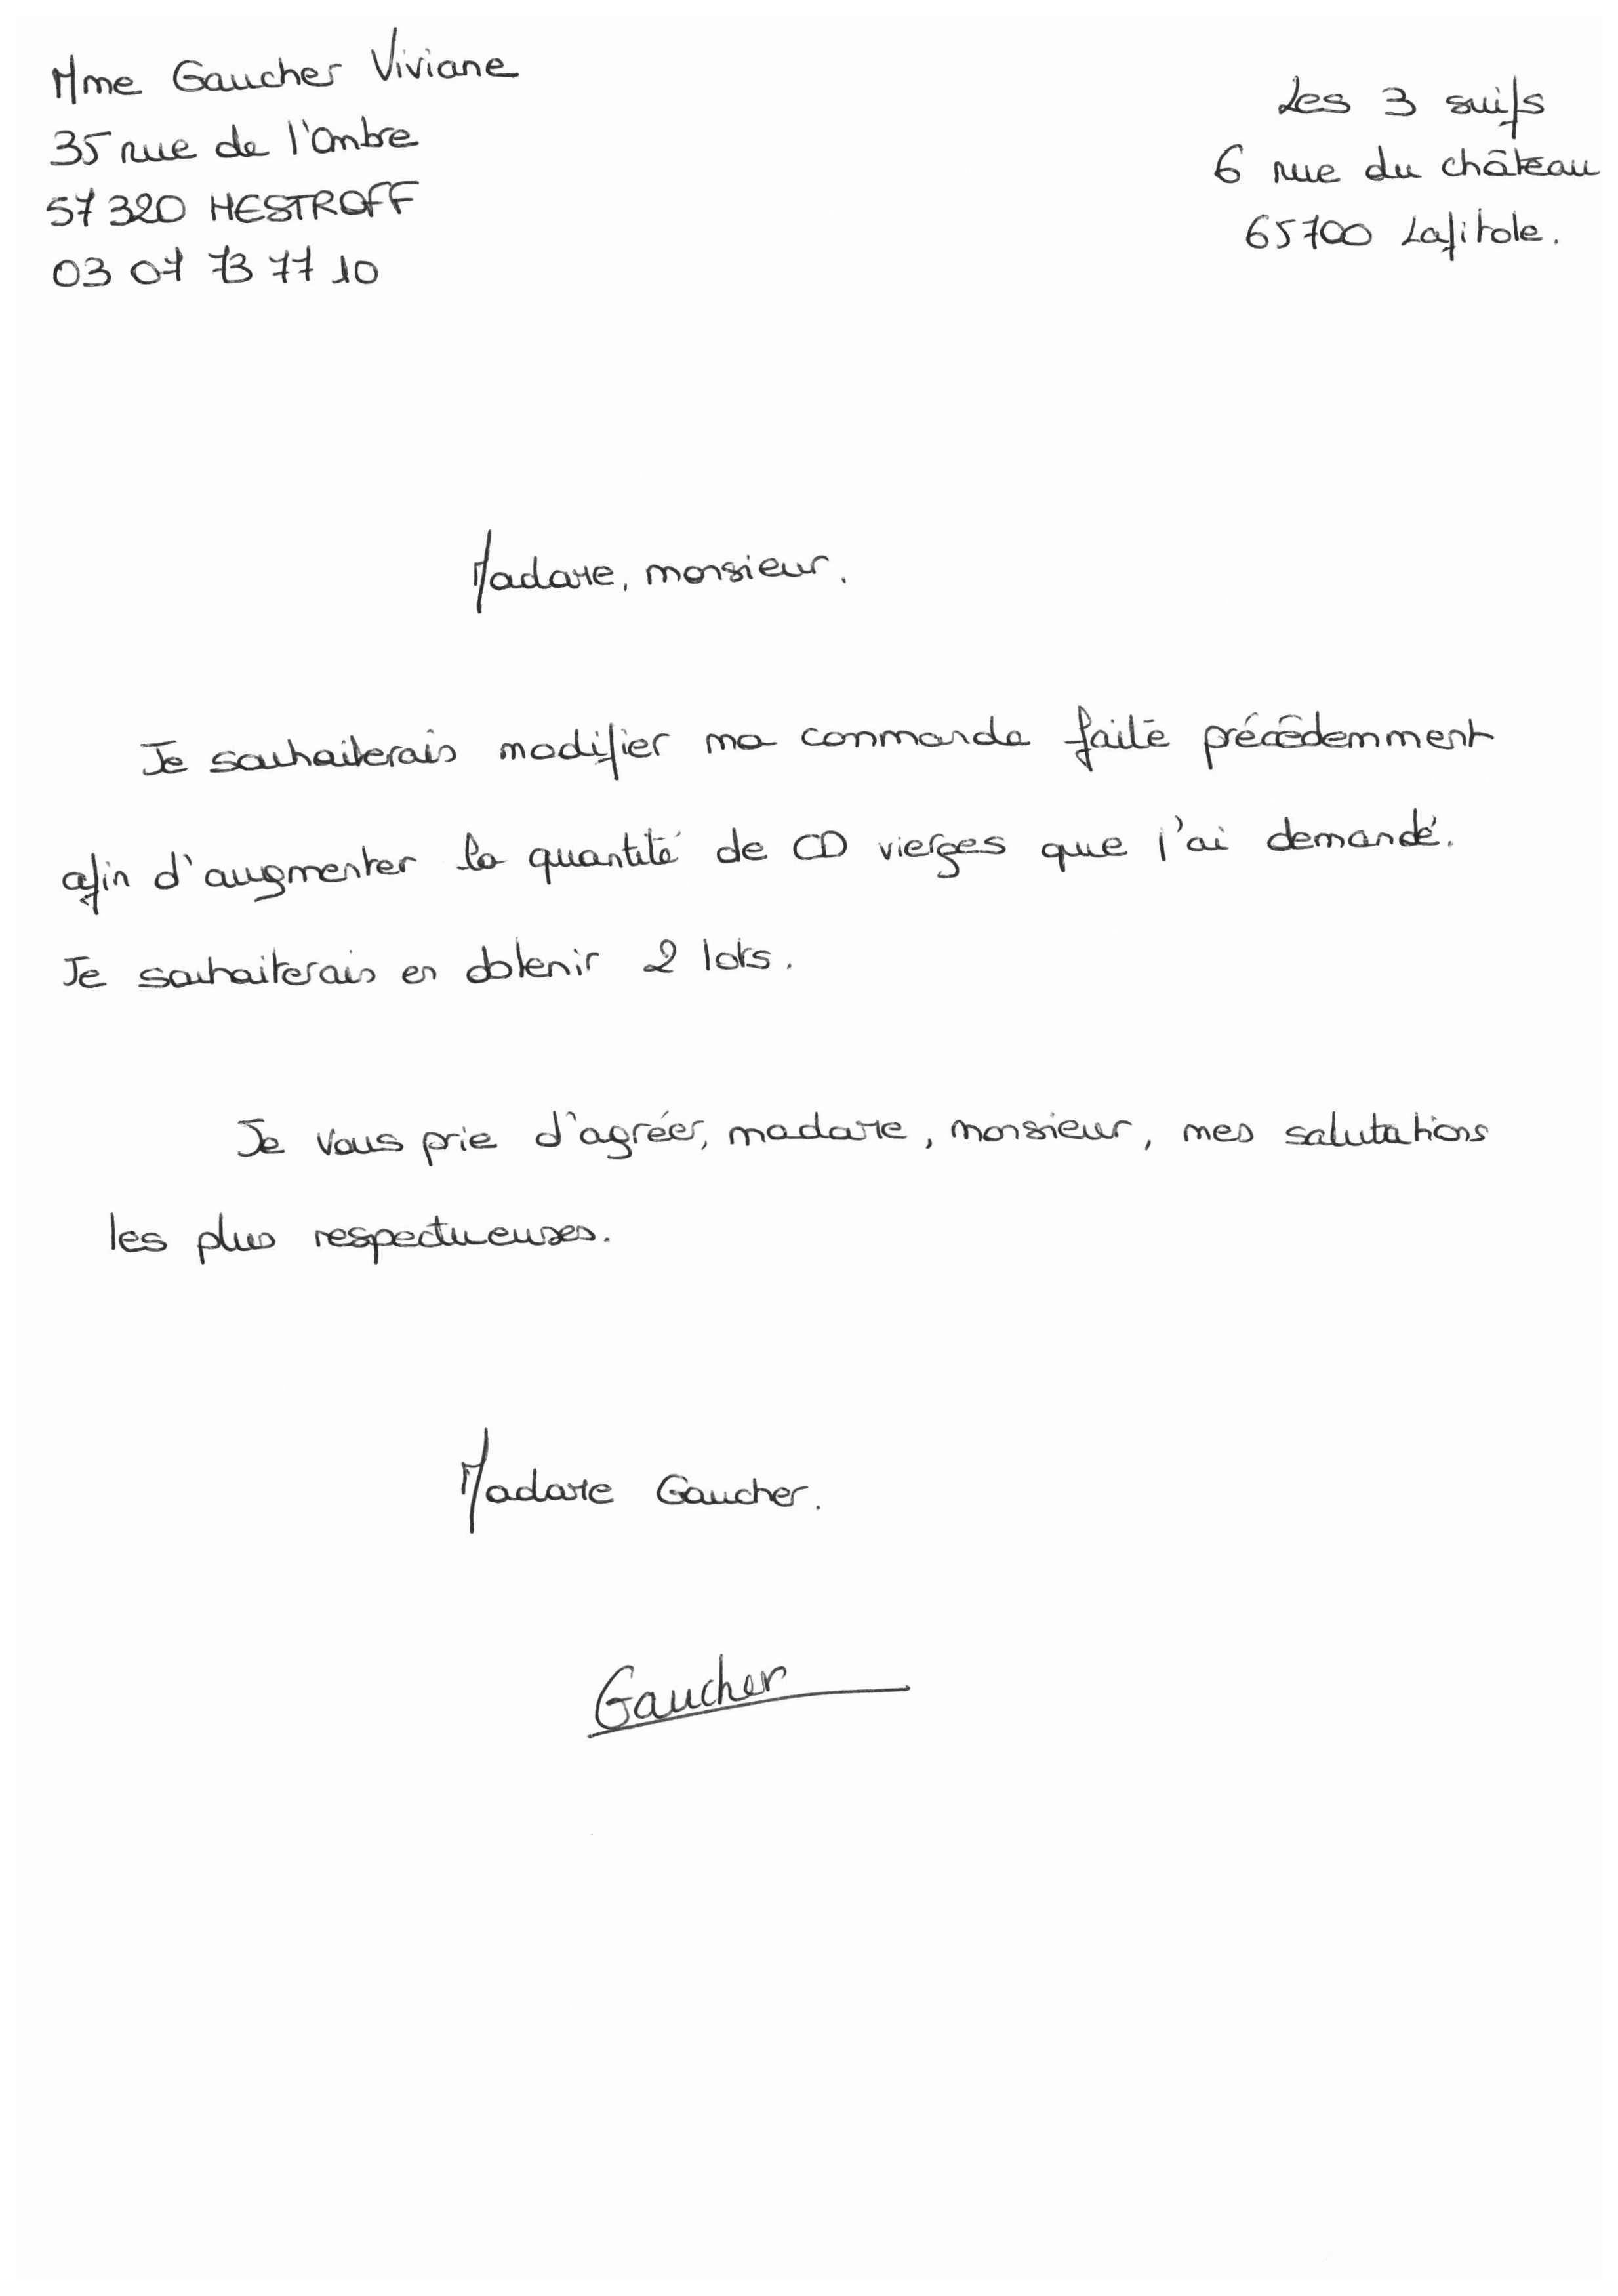 Mme Gaucher Viviane
35 rue de l'Ombre
57320 HESTROFF
03 07 73 77 10
Les 3 suifs
6 rue du château
65700 Lafitole.
Madame, monsieur.
Je souhaiterais modifier ma commande faite précédemment
afin d'augmenter la quantité de CD vierges que j'ai demandé.
Je souhaiterais en obtenir 2 lots.
Je vous prie d'agréer, madame, monsieur, mes salutations
les plus respectueuses.
Madame Gaucher.
Gaucher